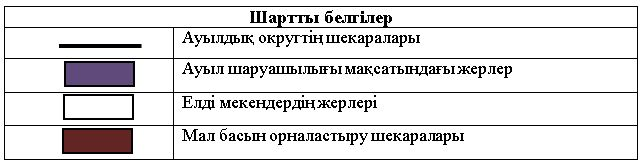 Шартты белгілер
Ауылдық округтің шекаралары
Ауыл шаруашылығы мақсатындағы жерлер
Елді мекендердің жерлері
Мал басын орналастыру шекаралары